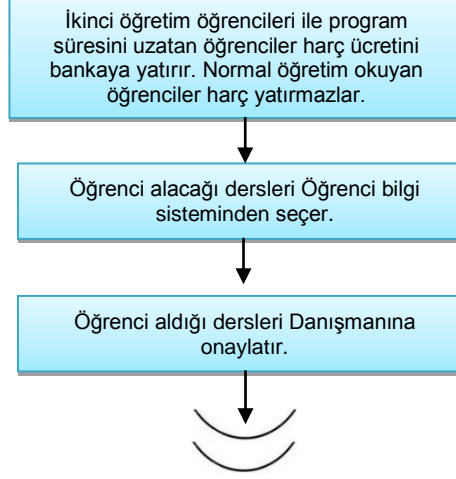 İkinci öğretim öğrencileri ile program
süresini uzatan öğrenciler harç ücretini
bankaya yatırır. Normal öğretim okuyan
öğrenciler harç yatırmazlar.
Öğrenci alacağı dersleri Öğrenci bilgi
sisteminden seçer.
Öğrenci aldığı dersleri Danışmanına
onaylatır.